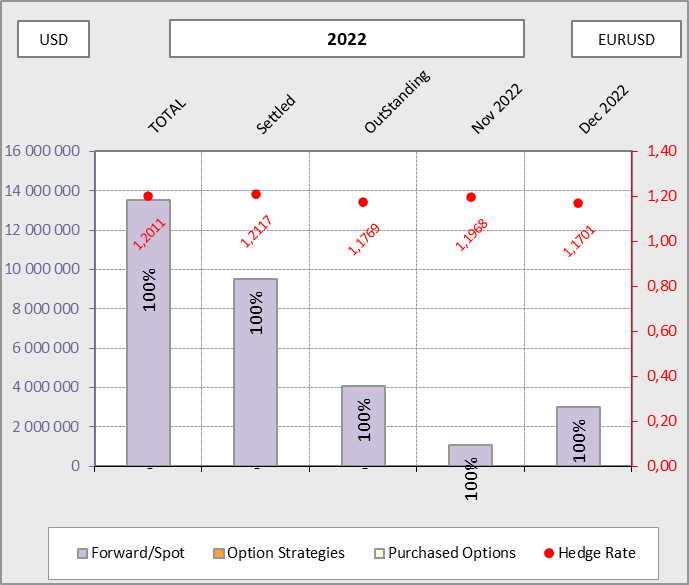 USD
2022
EURUSD
TOTAL
Settled
OutStanding
Nov 2022
Dec 2022
16 000 000
14 000 000
12 000 000
10 000 000
8 000 000
6 000 000
4 000 000
2 000 000
0
1,40
1,20
1,00
0,80
0,60
0,40
0,20
0,00
1,2011
1,2117
1,1769
1,1968
1,1701
100%
100%
100%
100%
100%
-
-
-
Forward/Spot
Option Strategies
Purchased Options
Hedge Rate